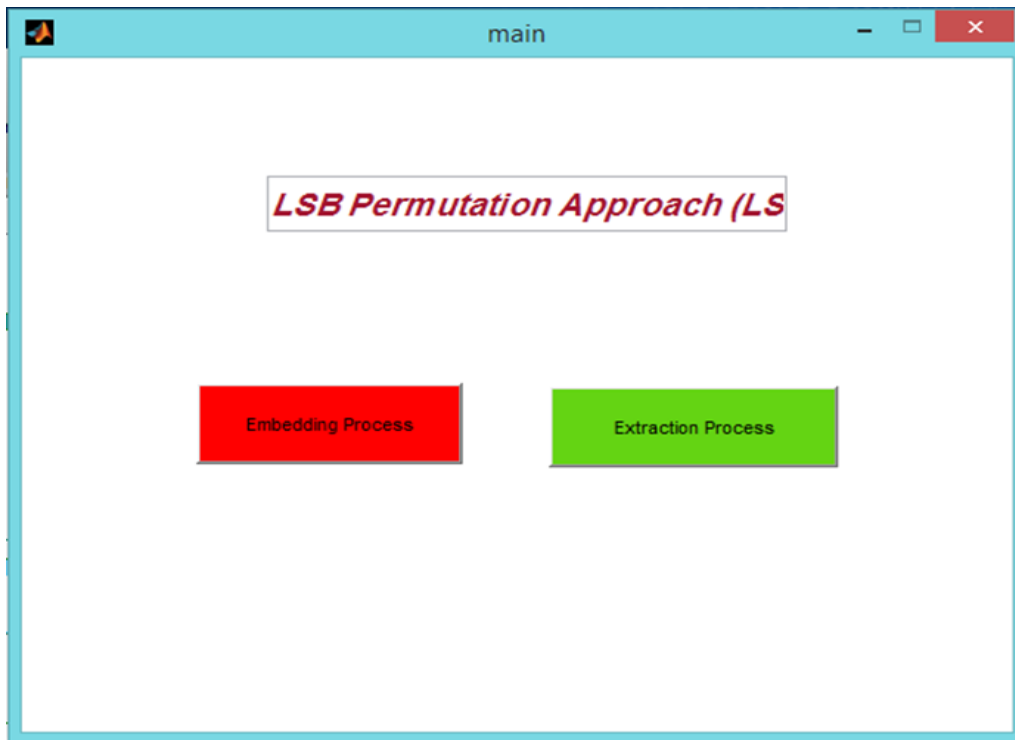 main
LSB Permutation Approach (LS
Embedding Process
Extraction Process